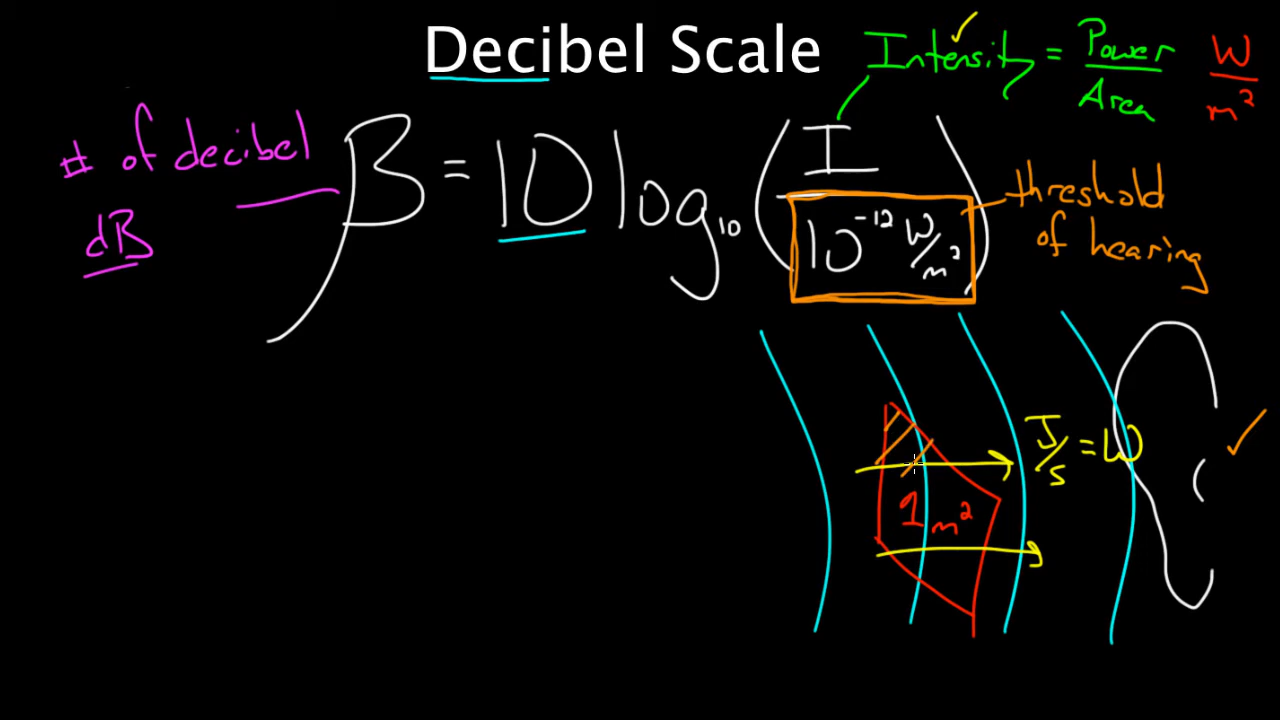 Decibel Scale
Intensity = Power/Area W/m²
# of decibel
dB
β = 10 log₁₀ (I / 10⁻¹² W/m²)
threshold
of hearing
J/s = W
1 m²